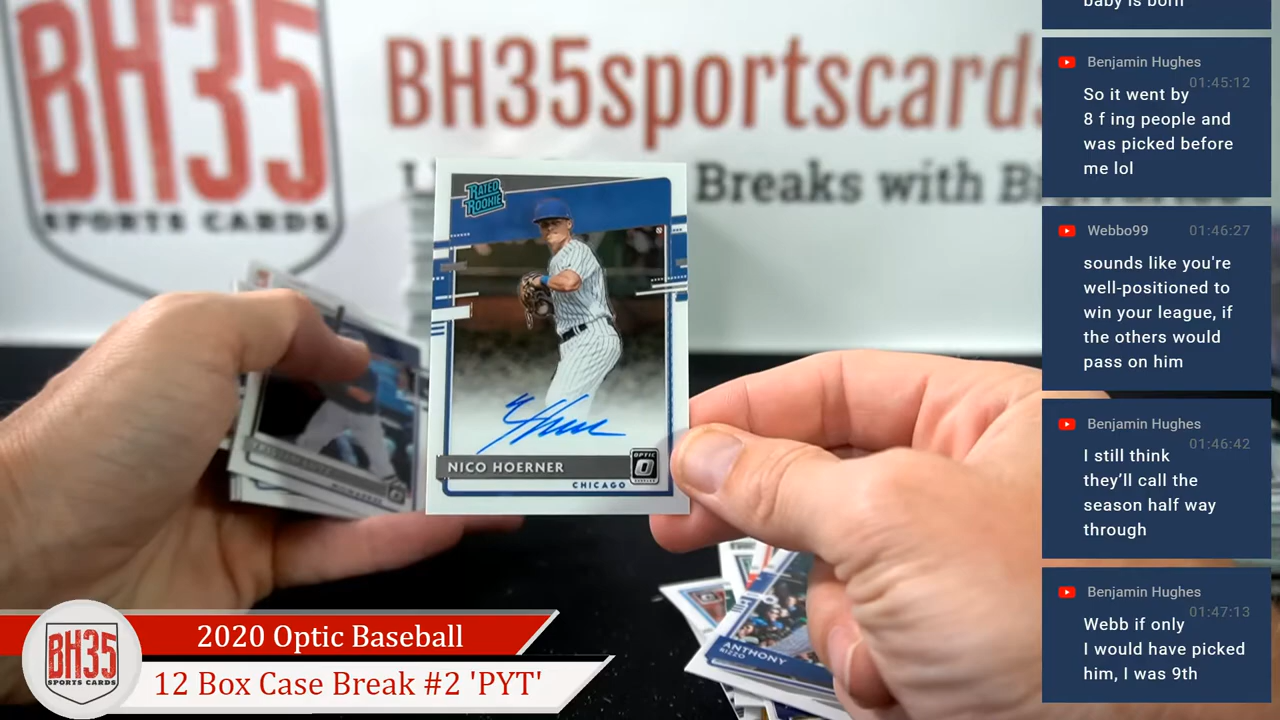 BH35
SPORTS CARDS
BH35sportscards
Breaks with
RATED
ROOKIE
NICO HOERNER
OPTIC
CHICAGO
ANTHONY
RIZZO
BH35
SPORTS CARDS
2020 Optic Baseball
12 Box Case Break #2 'PYT'
baby is born
Benjamin Hughes
01:45:12
So it went by
8 f ing people and
was picked before
me lol
Webbo99 01:46:27
sounds like you're
well-positioned to
win your league, if
the others would
pass on him
Benjamin Hughes
01:46:42
I still think
they'll call the
season half way
through
Benjamin Hughes
01:47:13
Webb if only
I would have picked
him, I was 9th